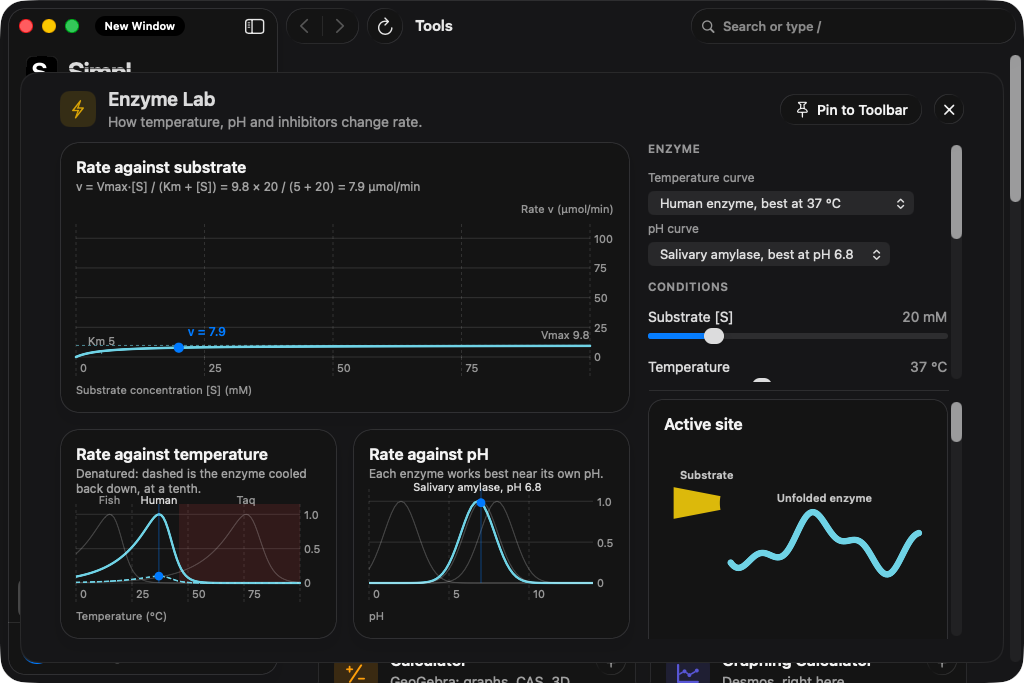 New Window
Tools
Search or type /
Simpl
Enzyme Lab
How temperature, pH and inhibitors change rate.
Pin to Toolbar
Rate against substrate
v = Vmax·[S] / (Km + [S]) = 9.8 × 20 / (5 + 20) = 7.9 μmol/min
Rate v (μmol/min)
100
75
50
25
0
v = 7.9
Km 5
Vmax 9.8
0
25
50
75
Substrate concentration [S] (mM)
ENZYME
Temperature curve
Human enzyme, best at 37 °C
pH curve
Salivary amylase, best at pH 6.8
CONDITIONS
Substrate [S]
20 mM
Temperature
37 °C
Rate against temperature
Denatured: dashed is the enzyme cooled
back down, at a tenth.
Fish
Human
Taq
1.0
0.5
0
0
25
50
75
Temperature (°C)
Rate against pH
Each enzyme works best near its own pH.
Salivary amylase, pH 6.8
1.0
0.5
0
0
5
10
pH
Active site
Substrate
Unfolded enzyme
Calculator
GeoGebra: graphs, CAS, 3D
Graphing Calculator
Desmos, right here